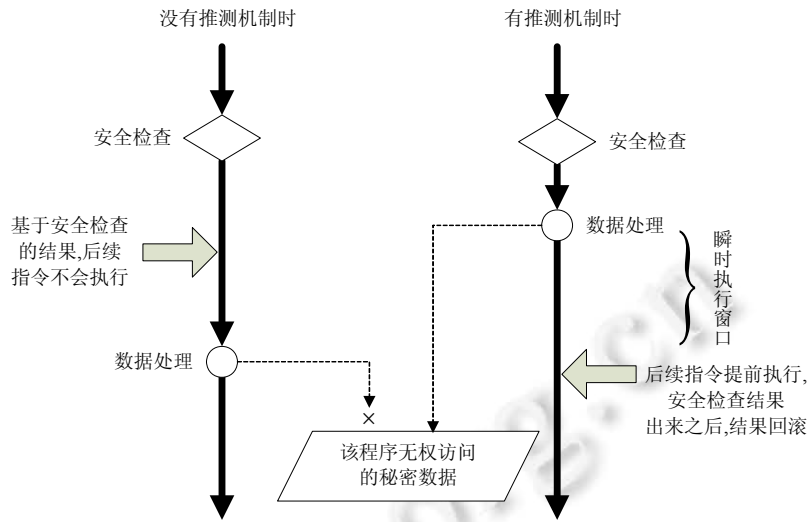 没有推测机制时
有推测机制时
安全检查
安全检查
基于安全检查
的结果,后续
指令不会执行
数据处理
瞬时执行窗口
数据处理
后续指令提前执行,
安全检查结果
出来之后,结果回滚
×
该程序无权访问
的秘密数据